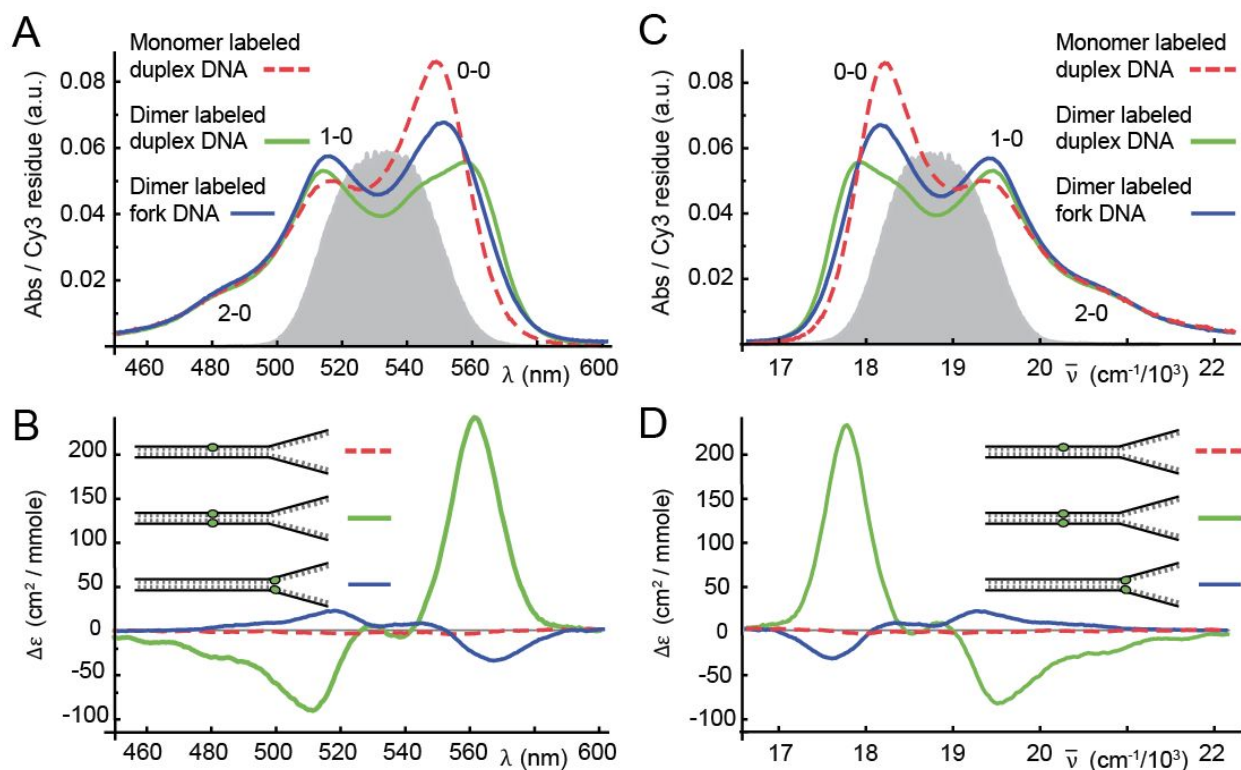 A
Monomer labeled
duplex DNA
Dimer labeled
duplex DNA
Dimer labeled
fork DNA
0-0
1-0
2-0
Abs / Cy3 residue (a.u.)
0.08
0.06
0.04
0.02
460 480 500 520 540 560 600
λ (nm)
C
Monomer labeled
duplex DNA
Dimer labeled
duplex DNA
Dimer labeled
fork DNA
0-0
1-0
2-0
Abs / Cy3 residue (a.u.)
0.08
0.06
0.04
0.02
17 18 19 20 22
ν̅ (cm⁻¹/10³)
B
Δε (cm² / mmole)
200
150
100
50
0
-50
-100
460 480 500 520 540 560 600
λ (nm)
D
Δε (cm² / mmole)
200
150
100
50
0
-50
-100
17 18 19 20 22
ν̅ (cm⁻¹/10³)